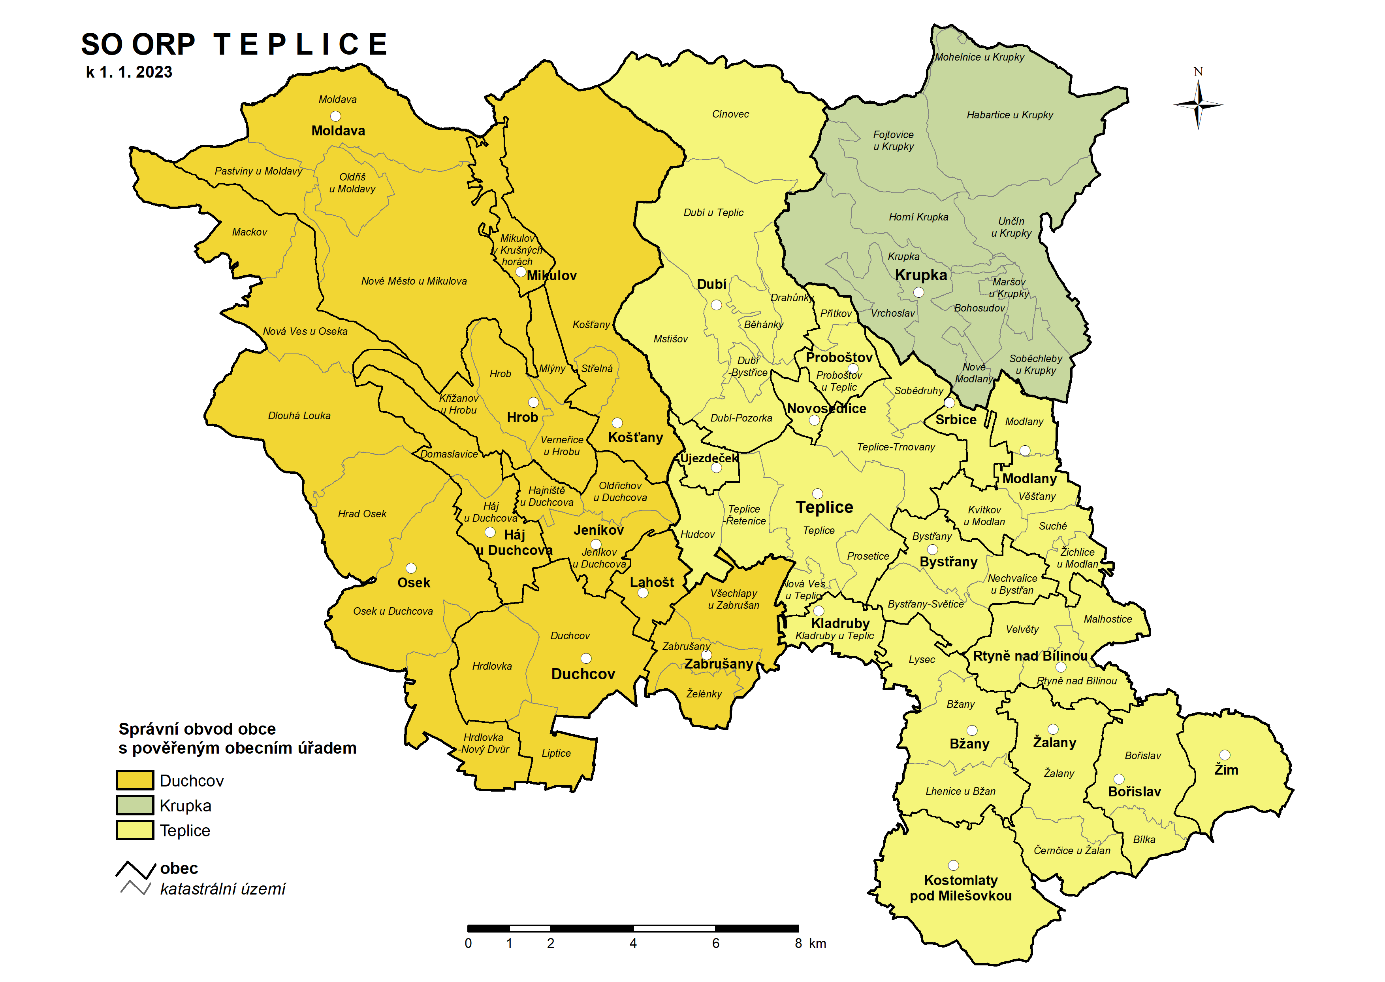 SO ORP TEPLICE
k 1. 1. 2023
N
Mohelnice u Krupky
Moldava
Moldava
Cínovec
Habartice u Krupky
Fojtovice
u Krupky
Pastviny u Moldavy
Oldříš
u Moldavy
Dubí u Teplic
Horní Krupka
Unčín
u Krupky
Mackov
Mikulov
v Krušných
horách
Mikulov
Krupka
Krupka
Nové Město u Mikulova
Dubí
Maršov
u Krupky
Drahůnky
Bohosudov
Vrchoslav
Přítkov
Košťany
Běhánky
Nová Ves u Oseka
Mstišov
Proboštov
Soběchleby
u Krupky
Dubí
-Bystřice
Mlýny
Střelná
Hrob
Proboštov
u Teplic
Nové
Modlany
Sobědruhy
Křižanov
u Hrobu
Novosedlice
Dlouhá Louka
Hrob
Dubí-Pozorka
Srbice
Modlany
Košťany
Verneřice
u Hrobu
Teplice-Trnovany
Domaslavice
Újezdeček
Modlany
Oldřichov
u Duchcova
Hajniště
u Duchcova
Věšťany
Háj
u Duchcova
Teplice
Teplice
-Řetenice
Kvítkov
u Modlan
Hrad Osek
Suché
Jeníkov
Teplice
Hudcov
Bystřany
Háj
u Duchcova
Jeníkov
u Duchcova
Prosetice
Bystřany
Žichlice
u Modlan
Osek
Lahošť
Nová Ves
u Teplic
Nechvalice
u Bystřan
Všechlapy
u Zabrušan
Bystřany-Světice
Osek u Duchcova
Kladruby
Malhostice
Duchcov
Kladruby u Teplic
Velvěty
Zabrušany
Lysec
Rtyně nad Bílinou
Hrdlovka
Zabrušany
Duchcov
Rtyně nad Bílinou
Želénky
Bžany
Správní obvod obce
s pověřeným obecním úřadem
Hrdlovka
-Nový Dvůr
Liptice
Bžany
Žalany
Bořislav
Žim
Žalany
Duchcov
Lhenice u Bžan
Bořislav
Krupka
Teplice
Bílka
Černčice u Žalan
obec
katastrální území
Kostomlaty
pod Milešovkou
0 1 2 4 6 8 km